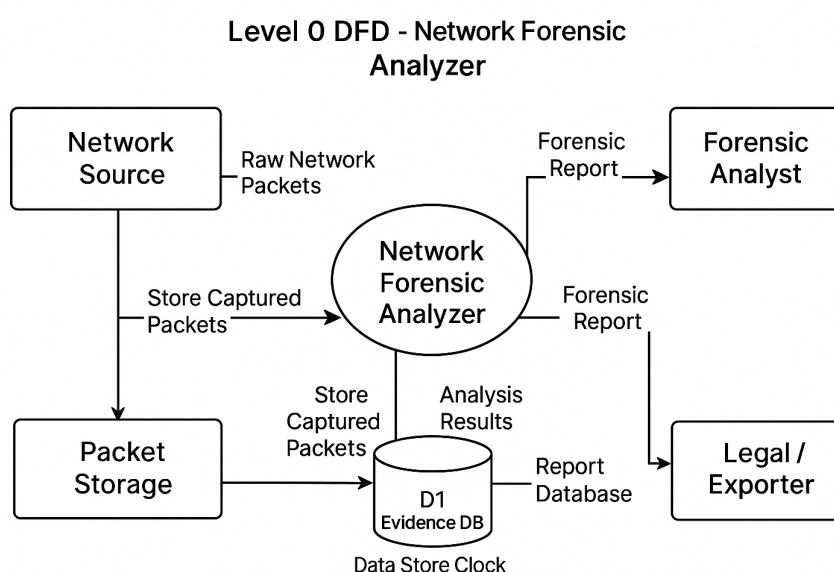 Level 0 DFD - Network Forensic
Analyzer
Network
Source
Raw Network
Packets
Forensic
Report
Forensic
Analyst
Network
Forensic
Analyzer
Store Captured
Packets
Forensic
Report
Store
Captured
Packets
Analysis
Results
Packet
Storage
D1
Evidence DB
Report
Database
Legal /
Exporter
Data Store Clock